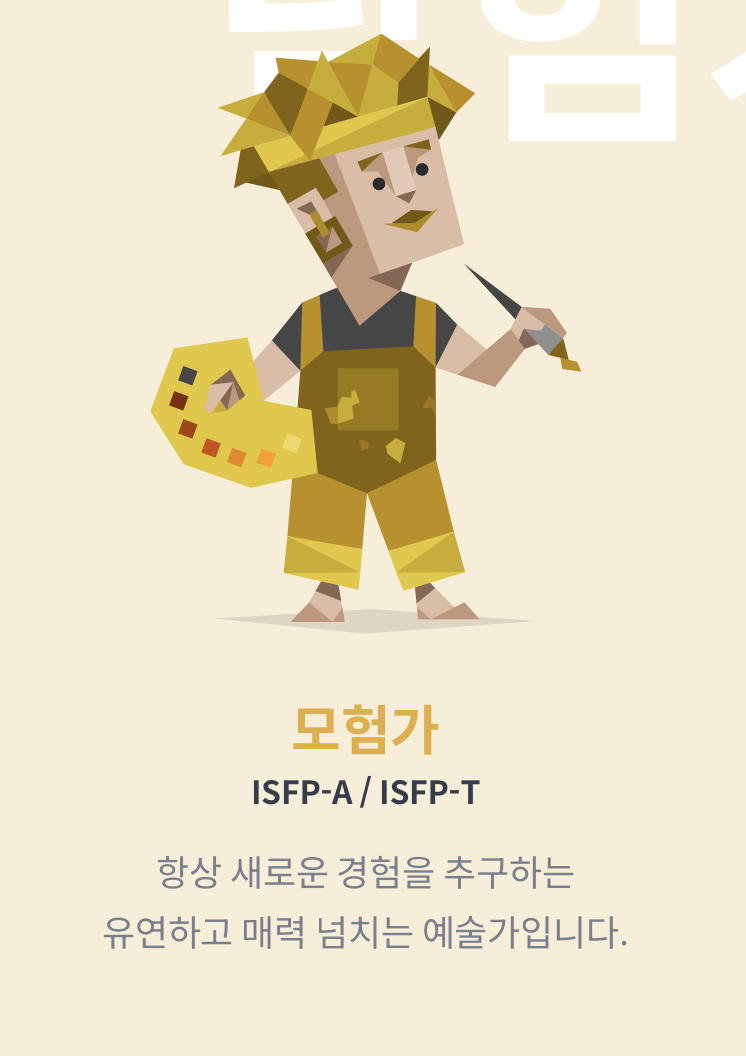 모험가
ISFP-A / ISFP-T
항상 새로운 경험을 추구하는
유연하고 매력 넘치는 예술가입니다.